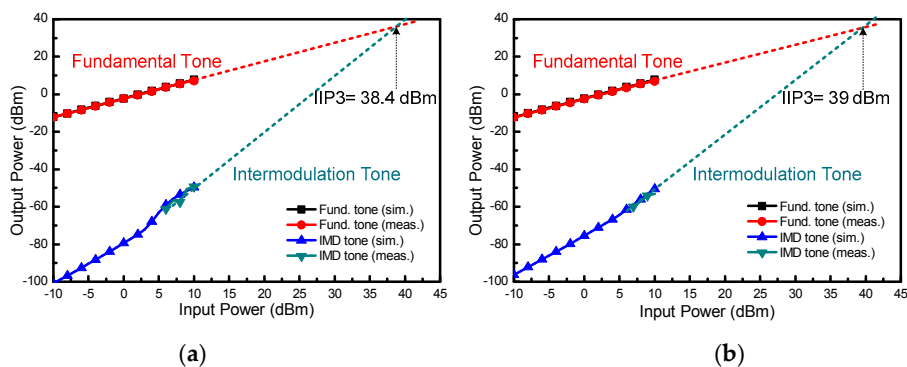 40
20
0
-20
-40
-60
-80
-100
Output Power (dBm)
Fundamental Tone
IIP3= 38.4 dBm
Intermodulation Tone
Fund. tone (sim.)
Fund. tone (meas.)
IMD tone (sim.)
IMD tone (meas.)
-10 -5 0 5 10 15 20 25 30 35 40 45
Input Power (dBm)
(a)
40
20
0
-20
-40
-60
-80
-100
Output Power (dBm)
Fundamental Tone
IIP3= 39 dBm
Intermodulation Tone
Fund. tone (sim.)
Fund. tone (meas.)
IMD tone (sim.)
IMD tone (meas.)
-10 -5 0 5 10 15 20 25 30 35 40 45
Input Power (dBm)
(b)